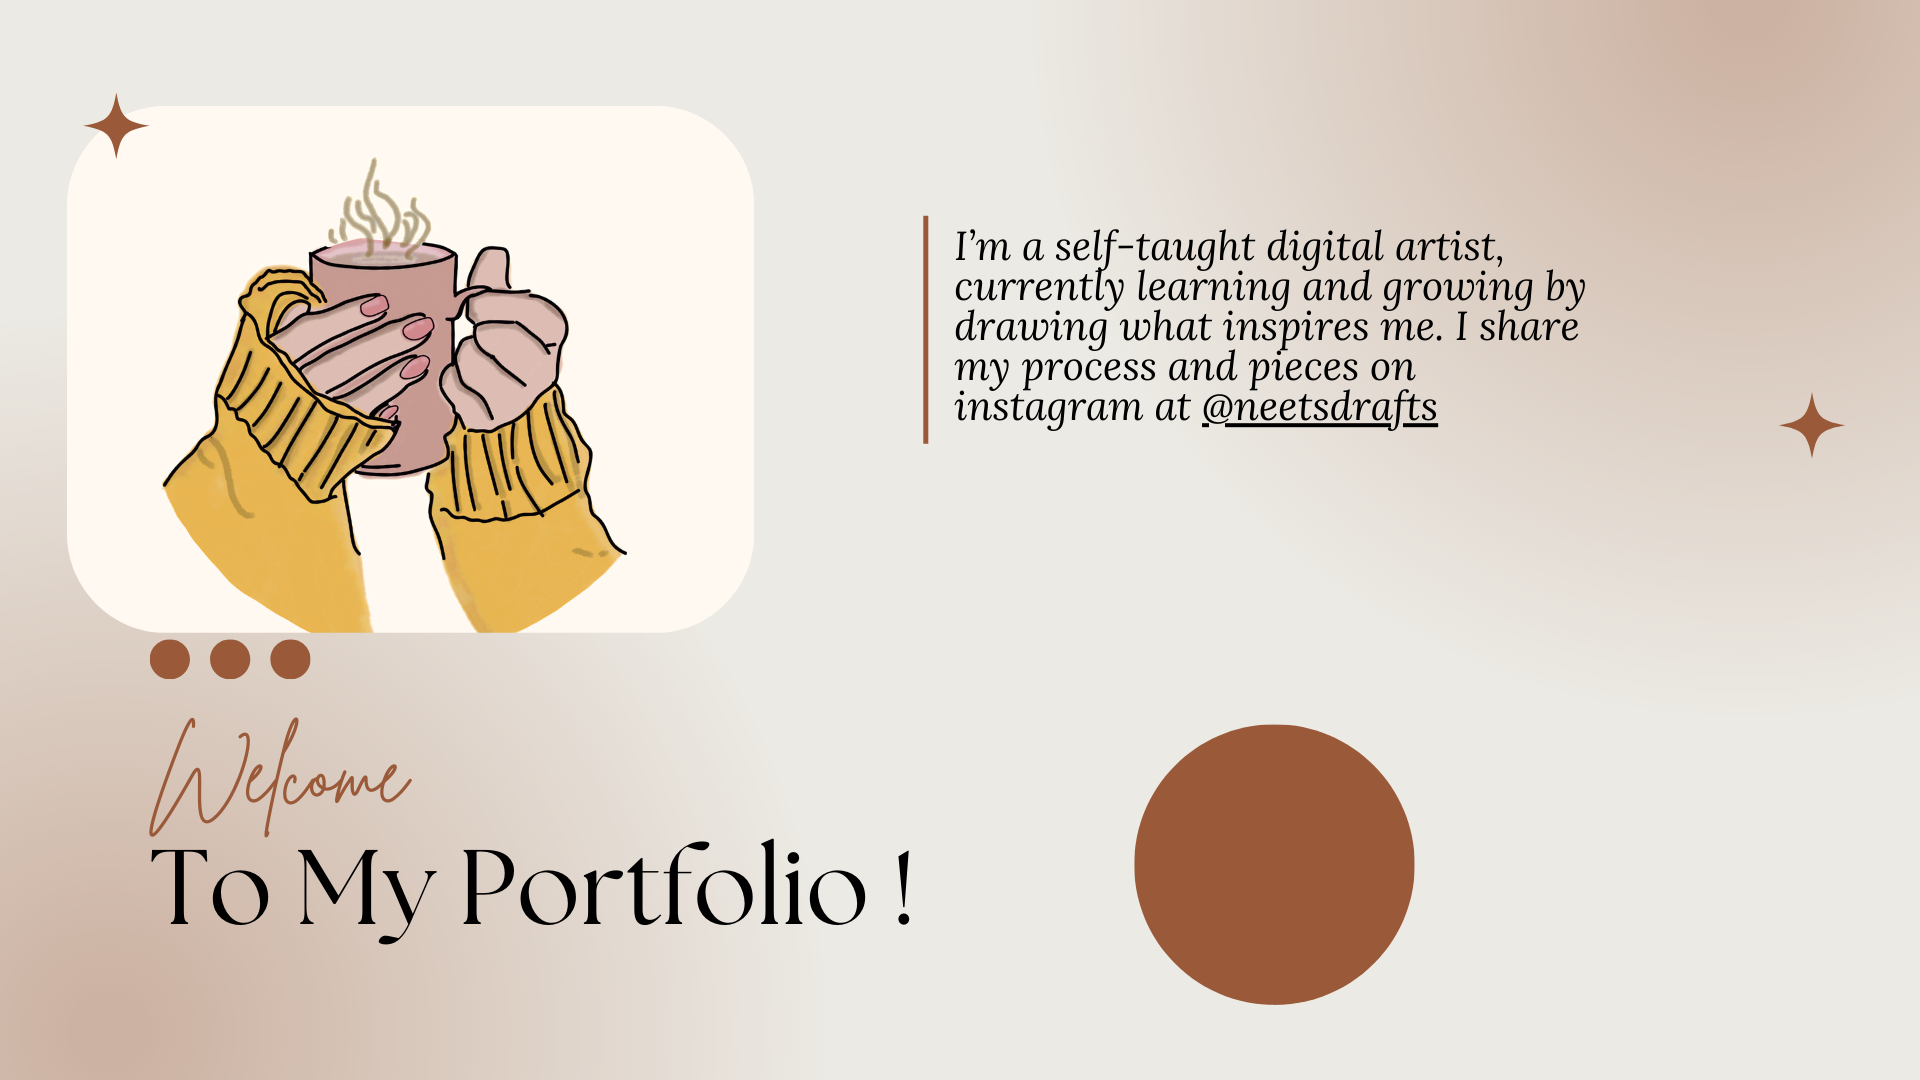 I’m a self-taught digital artist,
currently learning and growing by
drawing what inspires me. I share
my process and pieces on
instagram at @neetsdrafts
Welcome
To My Portfolio !